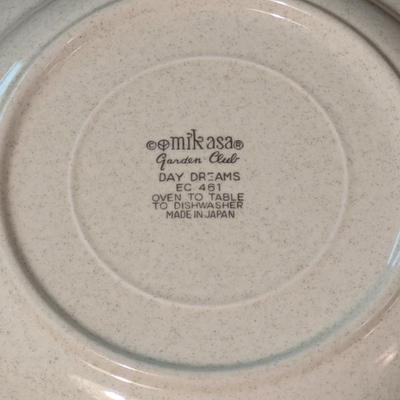 ©mikasa®
Garden Club
DAY DREAMS
EC 461
OVEN TO TABLE
TO DISHWASHER
MADE IN JAPAN